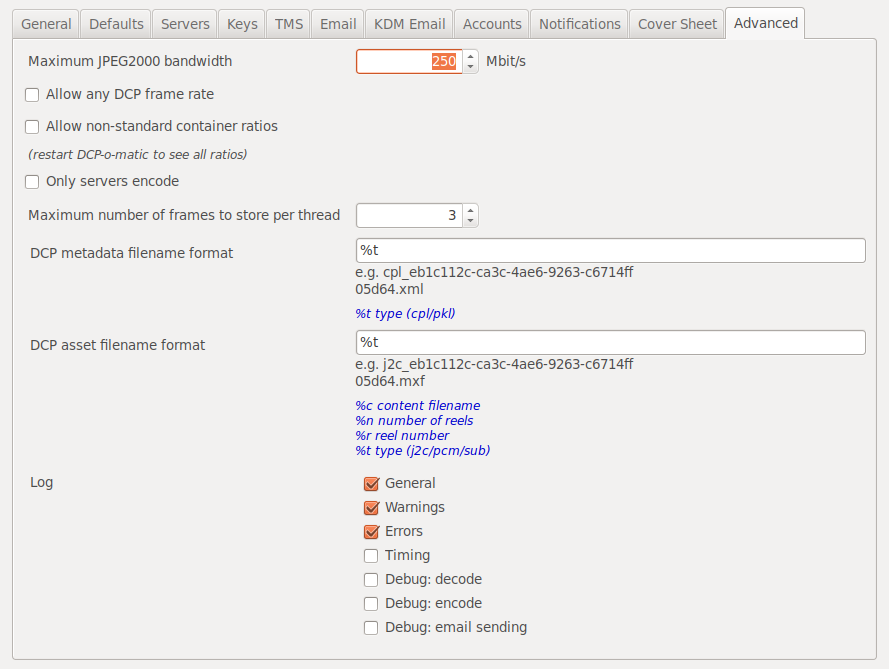 General Defaults Servers Keys TMS Email KDM Email Accounts Notifications Cover Sheet Advanced
Maximum JPEG2000 bandwidth 250 Mbit/s
Allow any DCP frame rate
Allow non-standard container ratios
(restart DCP-o-matic to see all ratios)
Only servers encode
Maximum number of frames to store per thread 3
DCP metadata filename format %t
e.g. cpl_eb1c112c-ca3c-4ae6-9263-c6714ff
05d64.xml
%t type (cpl/pkl)
DCP asset filename format %t
e.g. j2c_eb1c112c-ca3c-4ae6-9263-c6714ff
05d64.mxf
%c content filename
%n number of reels
%r reel number
%t type (j2c/pcm/sub)
Log General
Warnings
Errors
Timing
Debug: decode
Debug: encode
Debug: email sending